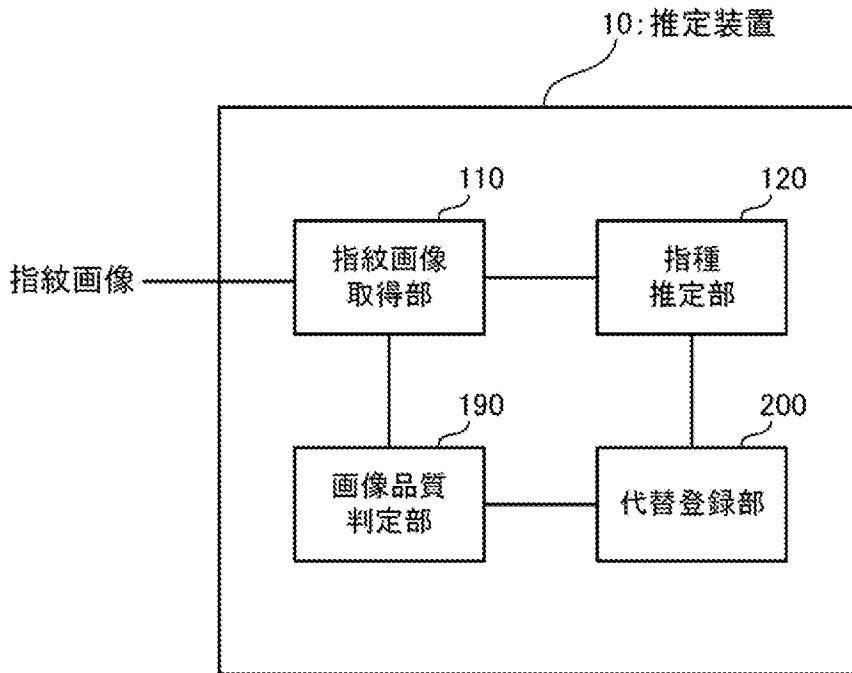 10:推定装置
110
120
指紋画像
指紋画像
取得部
指種
推定部
190
200
画像品質
判定部
代替登録部